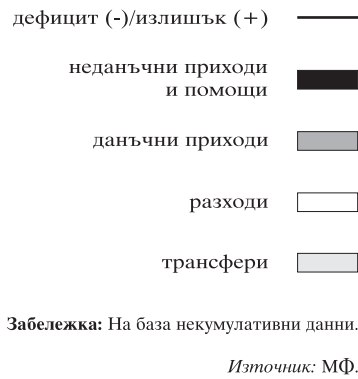 дефицит (-)/излишък (+)
неданъчни приходи
и помощи
данъчни приходи
разходи
трансфери
Забележка: На база некумулативни данни.
Източник: МФ.